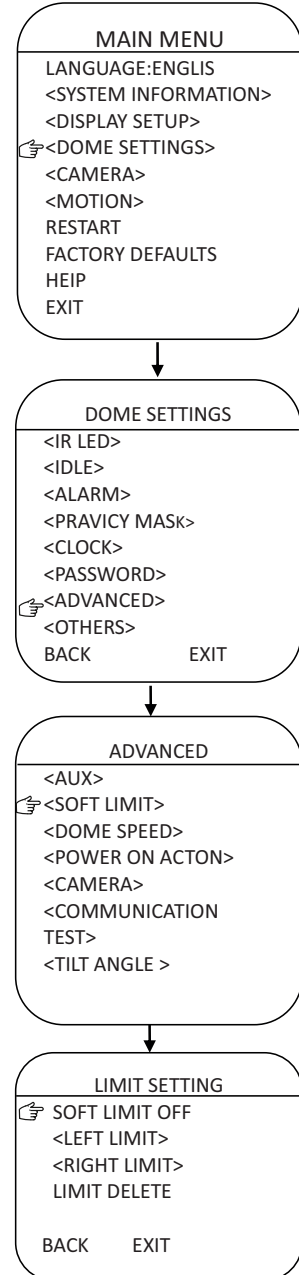 MAIN MENU
LANGUAGE:ENGLIS
<SYSTEM INFORMATION>
<DISPLAY SETUP>
<DOME SETTINGS>
<CAMERA>
<MOTION>
RESTART
FACTORY DEFAULTS
HEIP
EXIT
DOME SETTINGS
<IR LED>
<IDLE>
<ALARM>
<PRAVICY MASK>
<CLOCK>
<PASSWORD>
<ADVANCED>
<OTHERS>
BACK EXIT
ADVANCED
<AUX>
<SOFT LIMIT>
<DOME SPEED>
<POWER ON ACTON>
<CAMERA>
<COMMUNICATION
TEST>
<TILT ANGLE >
LIMIT SETTING
SOFT LIMIT OFF
<LEFT LIMIT>
<RIGHT LIMIT>
LIMIT DELETE
BACK EXIT